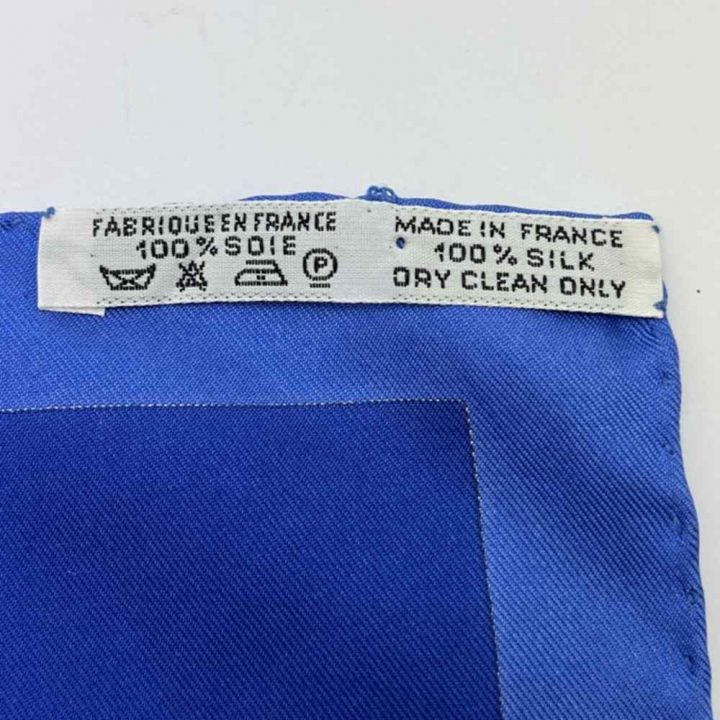 FABRIQUE EN FRANCE
100% SOIE
P
MADE IN FRANCE
100% SILK
DRY CLEAN ONLY